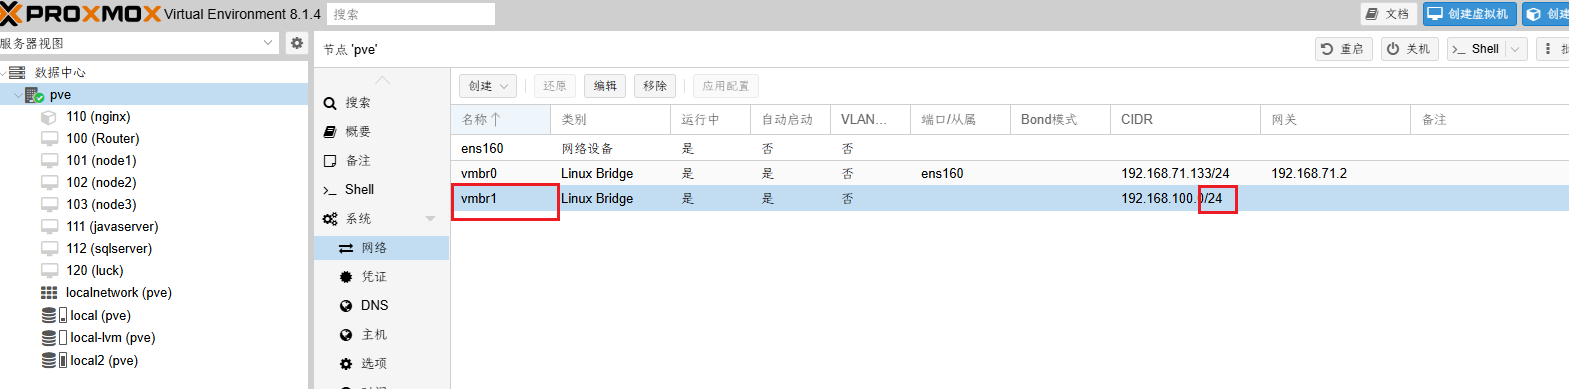 PROXMOX Virtual Environment 8.1.4 搜索 文档 创建虚拟机 创建
服务器视图
节点 'pve' 重启 关机 Shell
数据中心
pve
110 (nginx)
100 (Router)
101 (node1)
102 (node2)
103 (node3)
111 (javaserver)
112 (sqlserver)
120 (luck)
localnetwork (pve)
local (pve)
local-lvm (pve)
local2 (pve)
搜索
概要
备注
Shell
系统
网络
凭证
DNS
主机
选项
创建 还原 编辑 移除 应用配置
名称 类别 运行中 自动启动 VLAN... 端口/从属 Bond模式 CIDR 网关 备注
ens160 网络设备 是 否 否
vmbr0 Linux Bridge 是 是 否 ens160 192.168.71.133/24 192.168.71.2
vmbr1 Linux Bridge 是 是 否 192.168.100.0/24